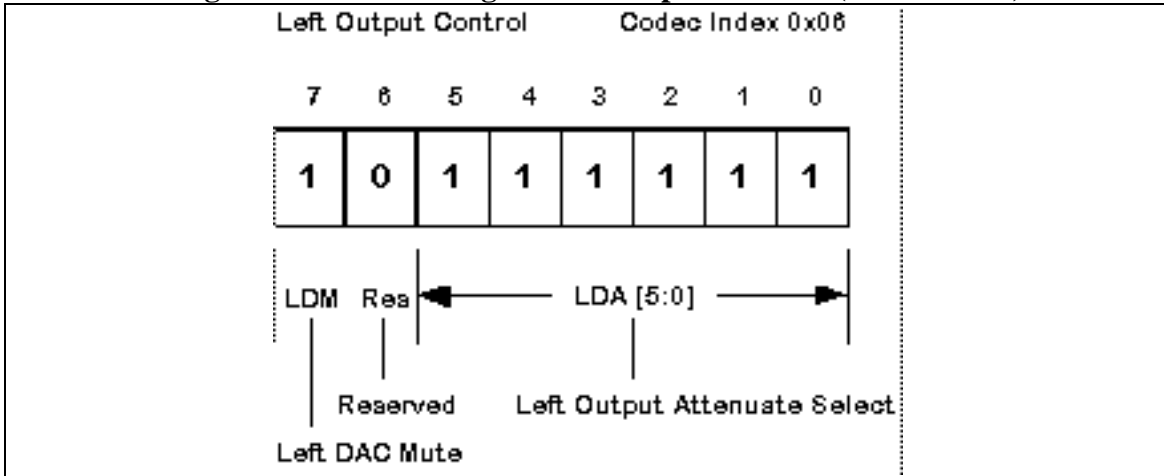 Left Output Control Codec Index 0x06
7 6 5 4 3 2 1 0
1 0 1 1 1 1 1 1
LDM Res LDA [5:0]
Reserved Left Output Attenuate Select
Left DAC Mute